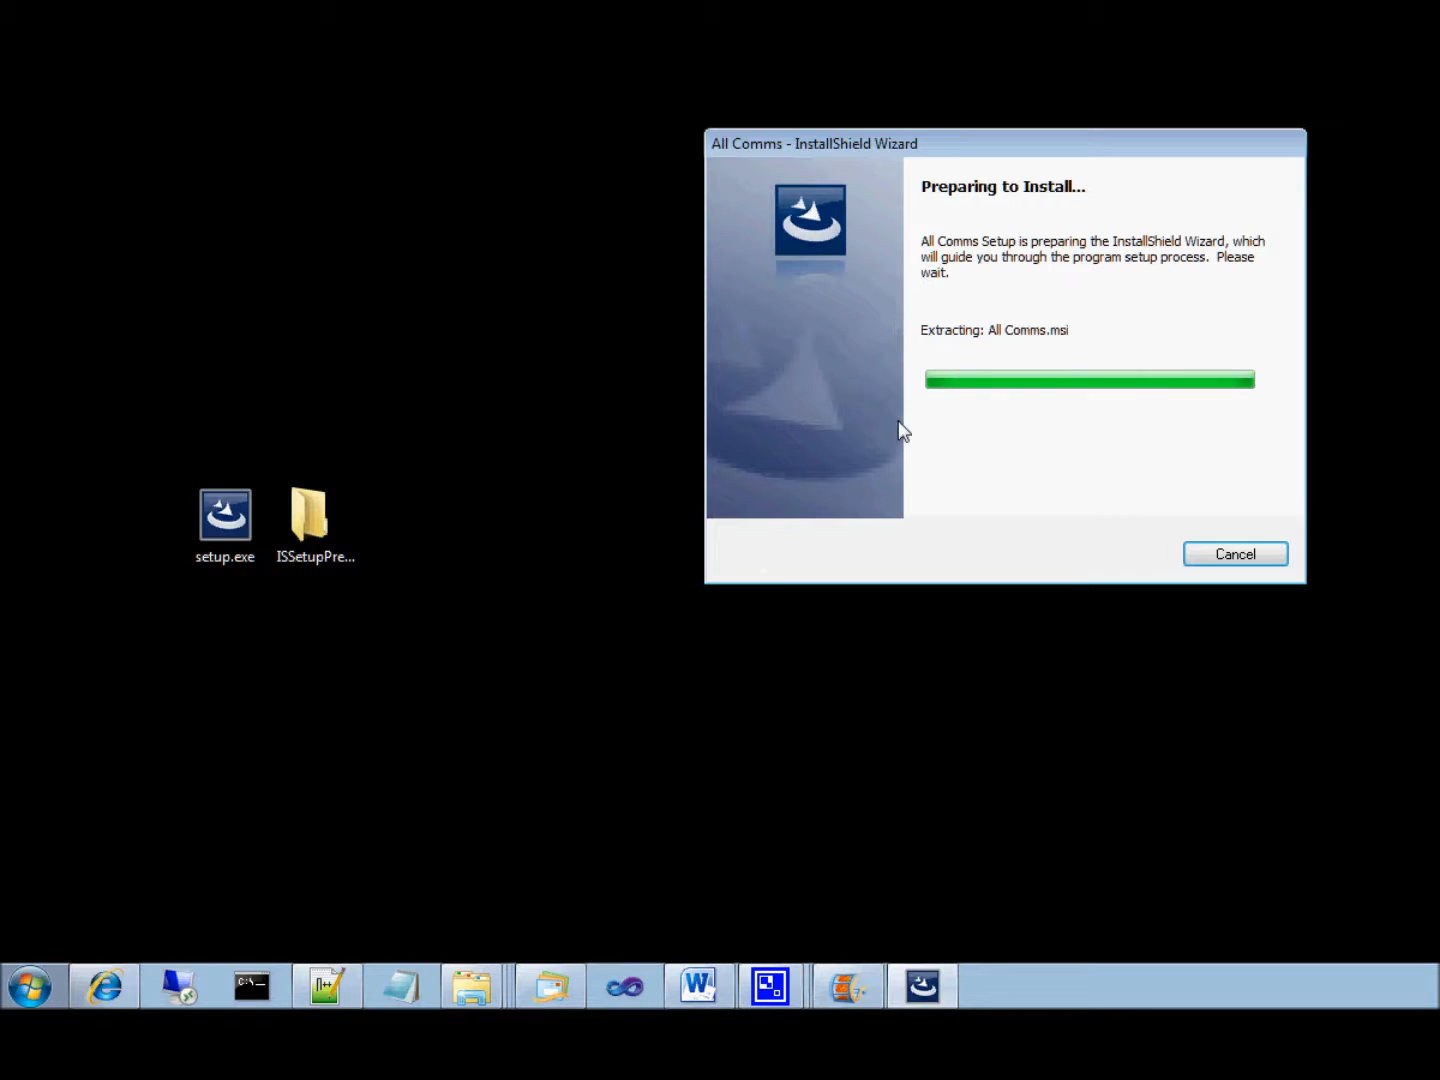 All Comms - InstallShield Wizard
Preparing to Install...
All Comms Setup is preparing the InstallShield Wizard, which
will guide you through the program setup process.  Please
wait.
Extracting: All Comms.msi
Cancel
setup.exe
ISSetupPre...
C:\_
W